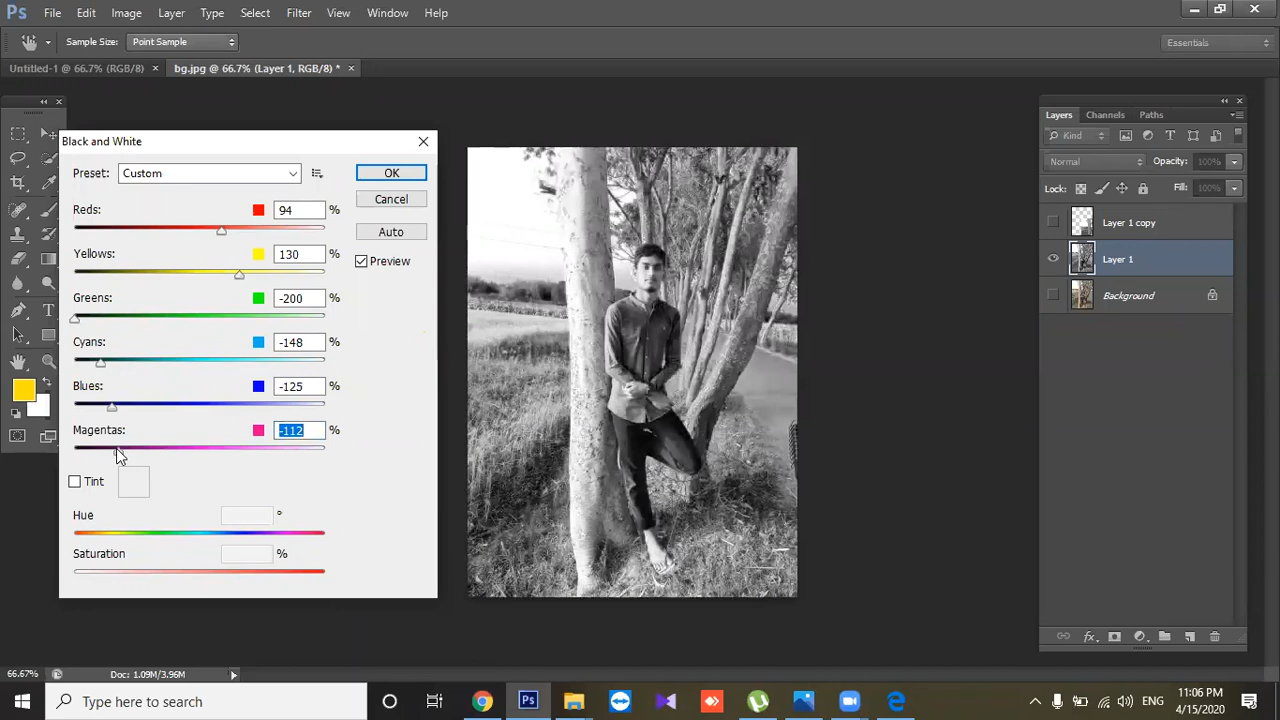 Ps File Edit Image Layer Type Select Filter View Window Help
Sample Size: Point Sample Essentials
Untitled-1 @ 66.7% (RGB/8) × bg.jpg @ 66.7% (Layer 1, RGB/8) * ×
Black and White
Preset: Custom OK
Cancel
Reds: 94 %
Auto
Yellows: 130 % Preview
Greens: -200 %
Cyans: -148 %
Blues: -125 %
Magentas: -112 %
Tint
Hue °
Saturation %
Layers Channels Paths
Kind
Normal Opacity: 100%
Lock: Fill: 100%
Layer 1 copy
Layer 1
Background
fx
66.67% Doc: 1.09M/3.96M
Type here to search
Ps
ENG 11:06 PM
4/15/2020